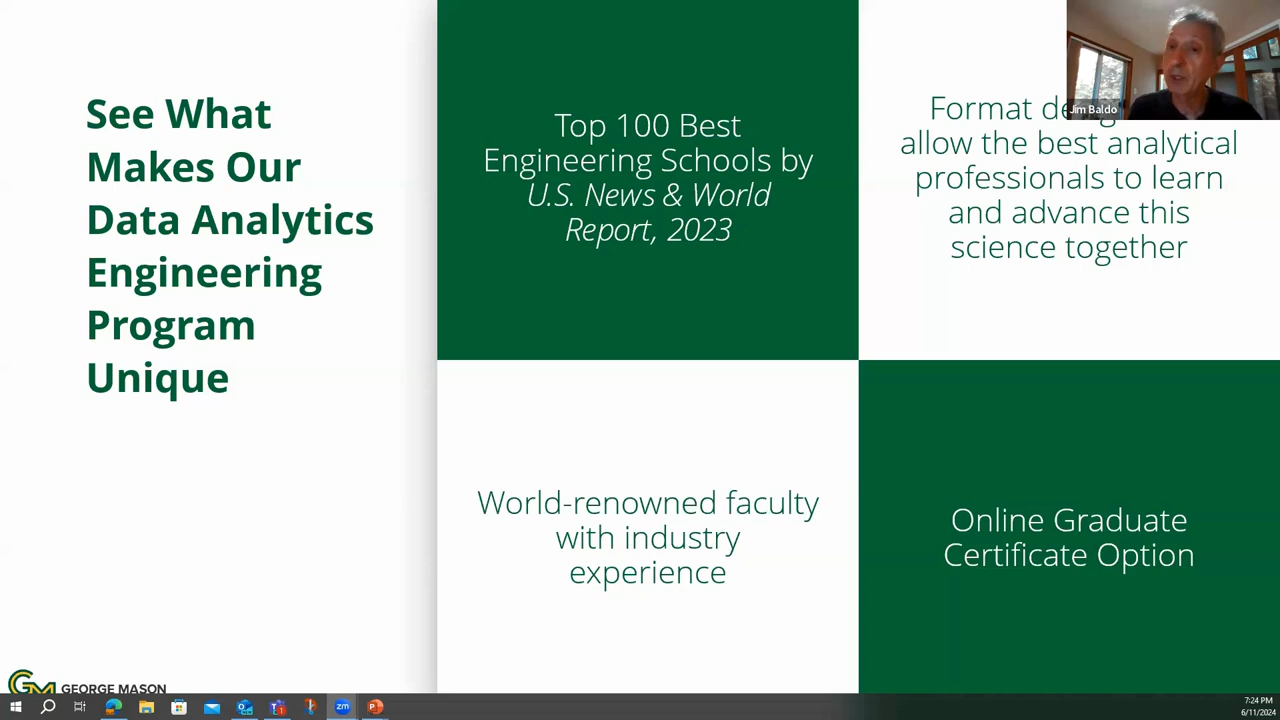 See What
Makes Our
Data Analytics
Engineering
Program
Unique
Top 100 Best
Engineering Schools by
U.S. News & World
Report, 2023
Format
allow the best analytical
professionals to learn
and advance this
science together
Jim Baldo
World-renowned faculty
with industry
experience
Online Graduate
Certificate Option
GEORGE MASON
zm
7:24 PM
6/11/2024